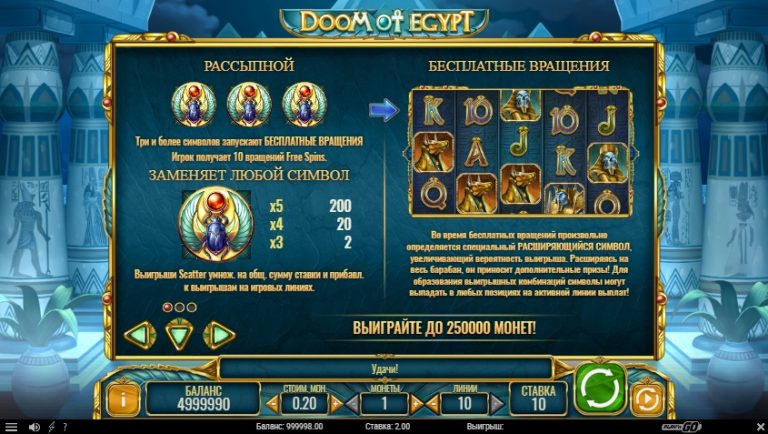 DOOM OF EGYPT
РАССЫПНОЙ
Три и более символов запускают БЕСПЛАТНЫЕ ВРАЩЕНИЯ
Игрок получает 10 вращений Free Spins.
ЗАМЕНЯЕТ ЛЮБОЙ СИМВОЛ
x5 200
x4 20
x3 2
Выигрыши Scatter умнож. на общ. сумму ставки и прибавл.
к выигрышам на игровых линиях.
БЕСПЛАТНЫЕ ВРАЩЕНИЯ
K 10 J
A K
Q J
Во время бесплатных вращений произвольно
определяется специальный РАСШИРЯЮЩИЙСЯ СИМВОЛ,
увеличивающий вероятность выигрыша. Расширяясь на
весь барабан, он приносит дополнительные призы! Для
образования выигрышных комбинаций символы могут
выпадать в любых позициях на активной линии выплат!
ВЫИГРАЙТЕ ДО 250000 МОНЕТ!
Удачи!
i
БАЛАНС
4999990
СТОИМ. МОН.
0.20
МОНЕТЫ
1
ЛИНИИ
10
СТАВКА
10
? Баланс: 999998.00 Ставка: 2.00 Выигрыш: PLAY'N GO